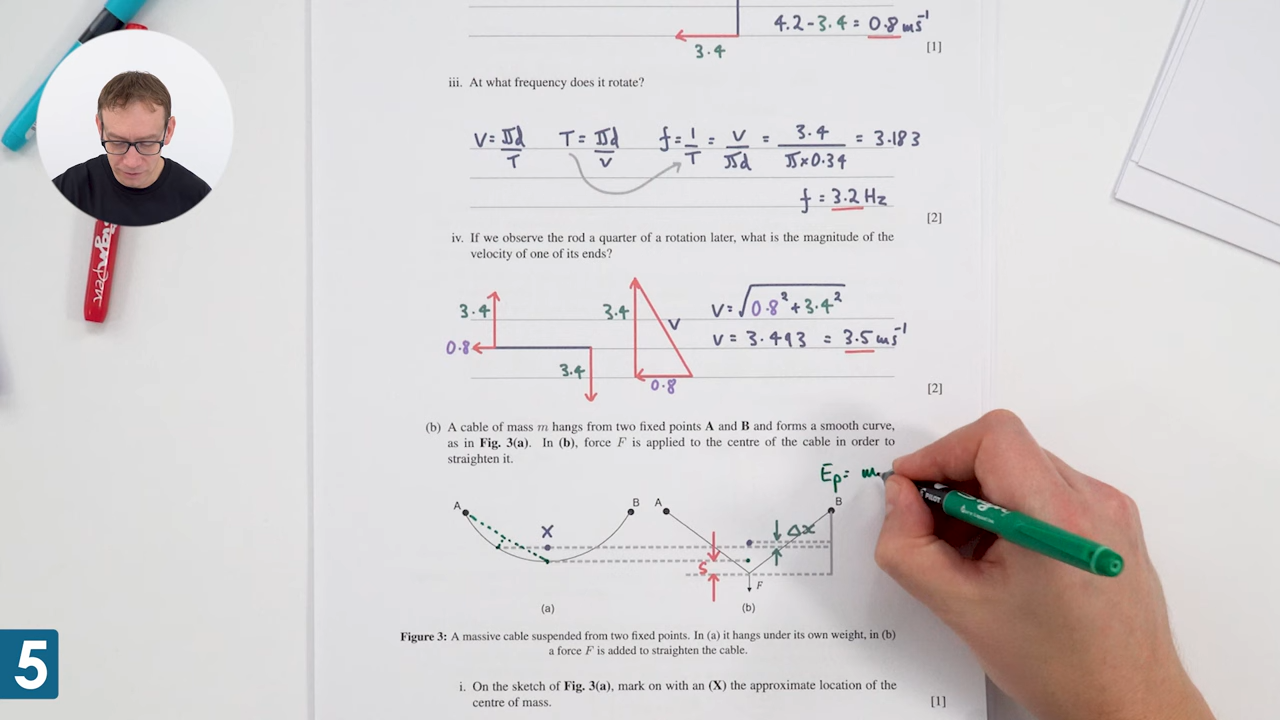 4.2-3.4 = 0.8 ms⁻¹
3.4
[1]
iii. At what frequency does it rotate?
V = πd/T T = πd/V f = 1/T = V/πd = 3.4/π×0.34 = 3.183
f = 3.2 Hz
[2]
iv. If we observe the rod a quarter of a rotation later, what is the magnitude of the
velocity of one of its ends?
3.4
0.8
3.4
3.4
V
0.8
V = √0.8² + 3.4²
V = 3.493 = 3.5 ms⁻¹
[2]
(b) A cable of mass m hangs from two fixed points A and B and forms a smooth curve,
as in Fig. 3(a). In (b), force F is applied to the centre of the cable in order to
straighten it.
Ep = m
A
X
B
A
B
Δx
S
F
(a)
(b)
Figure 3: A massive cable suspended from two fixed points. In (a) it hangs under its own weight, in (b)
a force F is added to straighten the cable.
i. On the sketch of Fig. 3(a), mark on with an (X) the approximate location of the
centre of mass.
[1]
5
PILOT